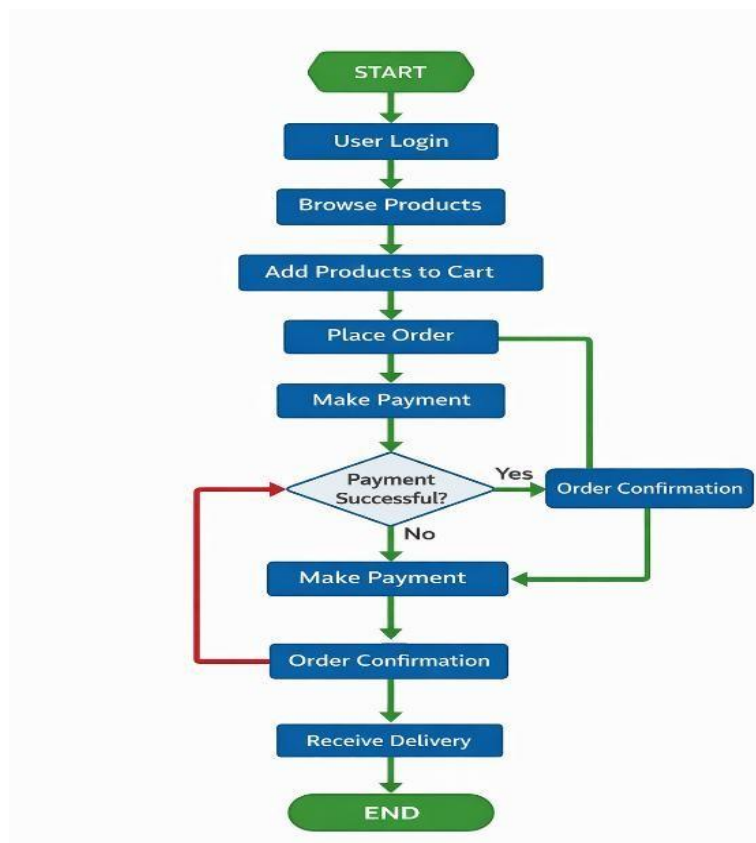 START
User Login
Browse Products
Add Products to Cart
Place Order
Make Payment
Payment
Successful?
Yes
Order Confirmation
No
Make Payment
Order Confirmation
Receive Delivery
END